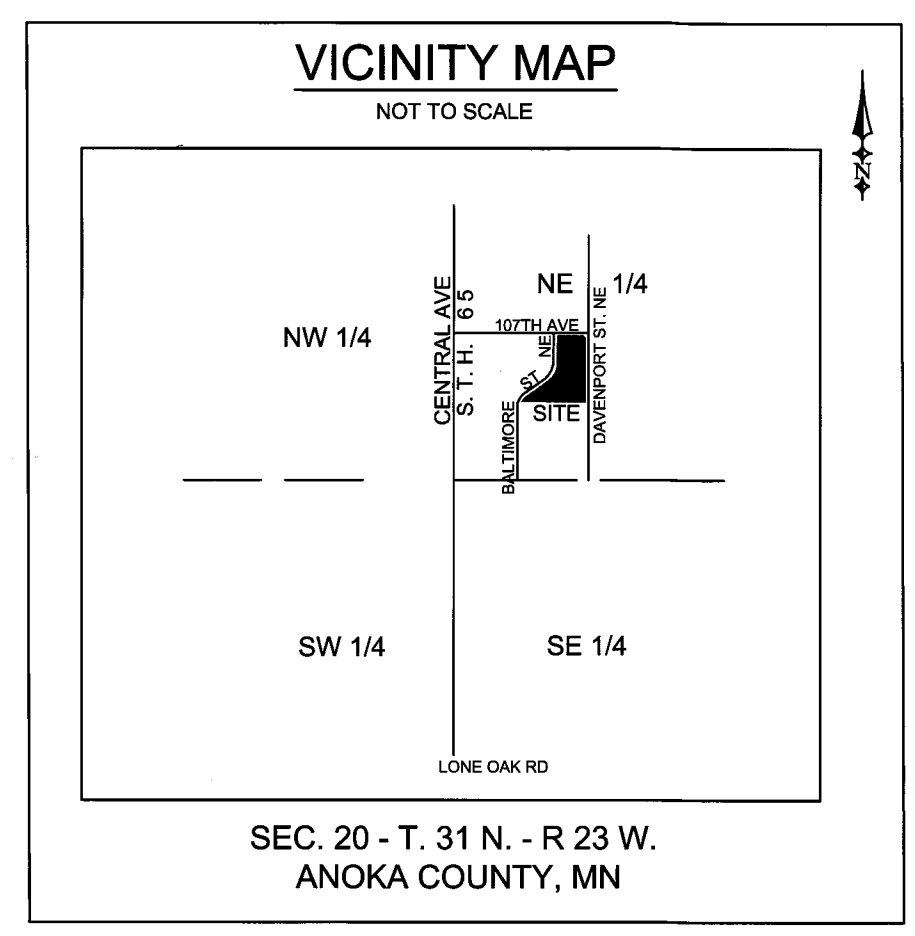 VICINITY MAP
NOT TO SCALE
N
NE 1/4
NW 1/4
CENTRAL AVE
S. T. H. 65
107TH AVE
BALTIMORE ST NE
DAVENPORT ST. NE
SITE
SW 1/4
SE 1/4
LONE OAK RD
SEC. 20 - T. 31 N. - R 23 W.
ANOKA COUNTY, MN